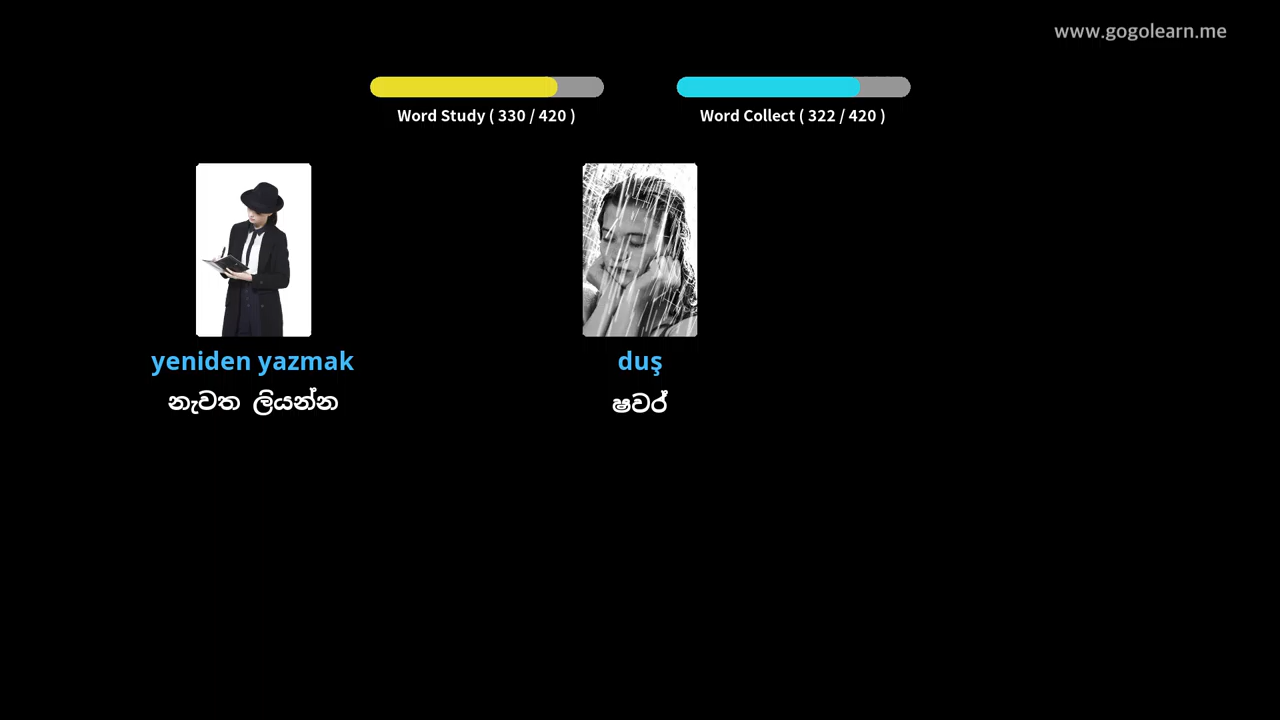 www.gogolearn.me
Word Study ( 330 / 420 )
Word Collect ( 322 / 420 )
yeniden yazmak
නැවත ලියන්න
duş
ෂවර්